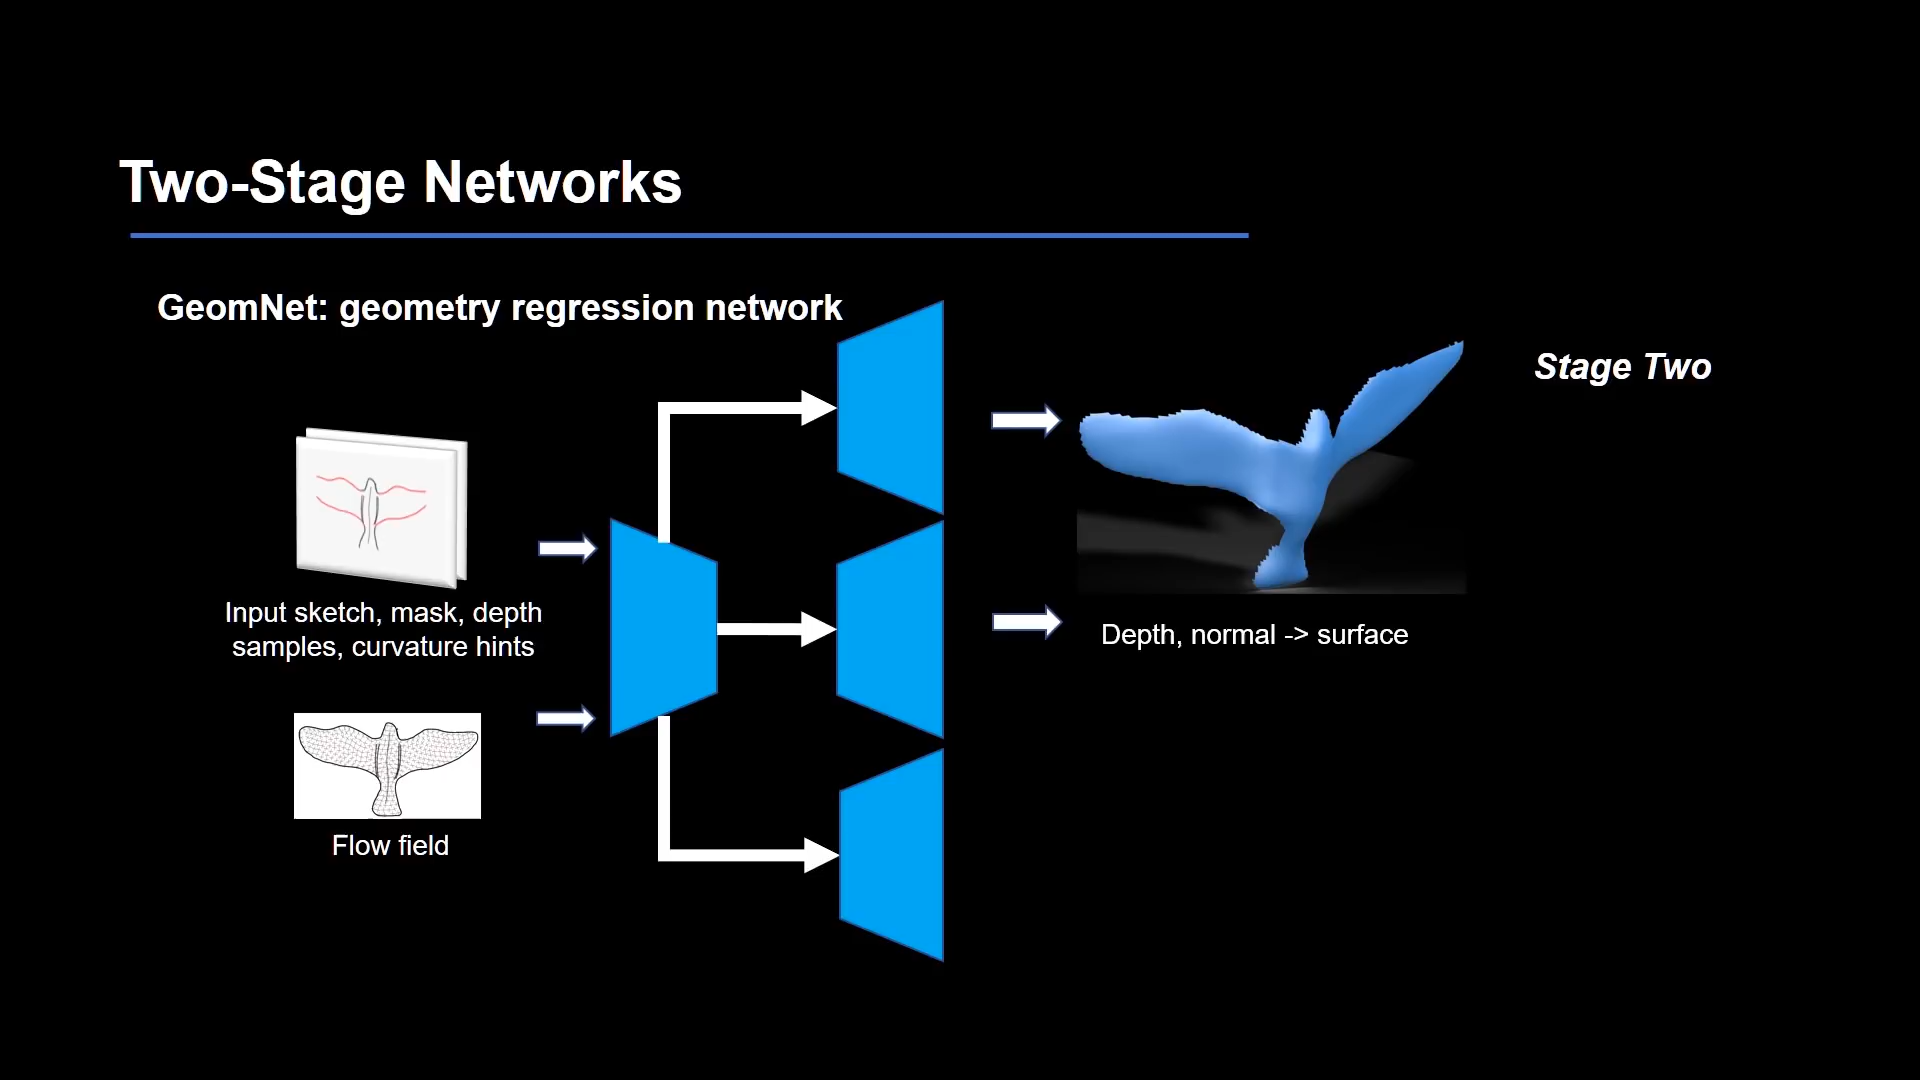 Two-Stage Networks
GeomNet: geometry regression network
Stage Two
Input sketch, mask, depth
samples, curvature hints
Depth, normal -> surface
Flow field